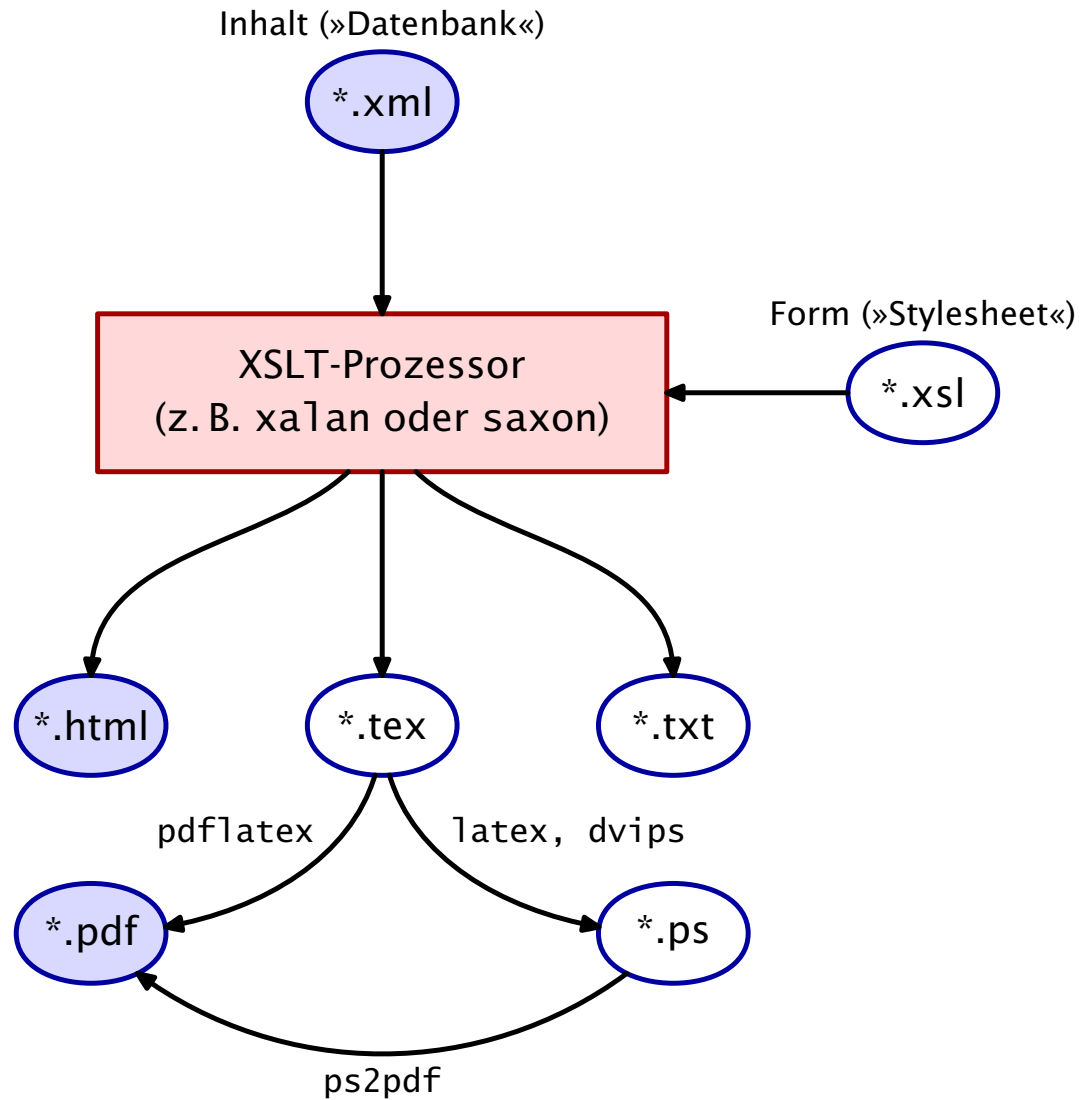 Inhalt (»Datenbank«)
*.xml
Form (»Stylesheet«)
XSLT-Prozessor
(z. B. xalan oder saxon)
*.xsl
*.html
*.tex
*.txt
pdflatex
latex, dvips
*.pdf
*.ps
ps2pdf